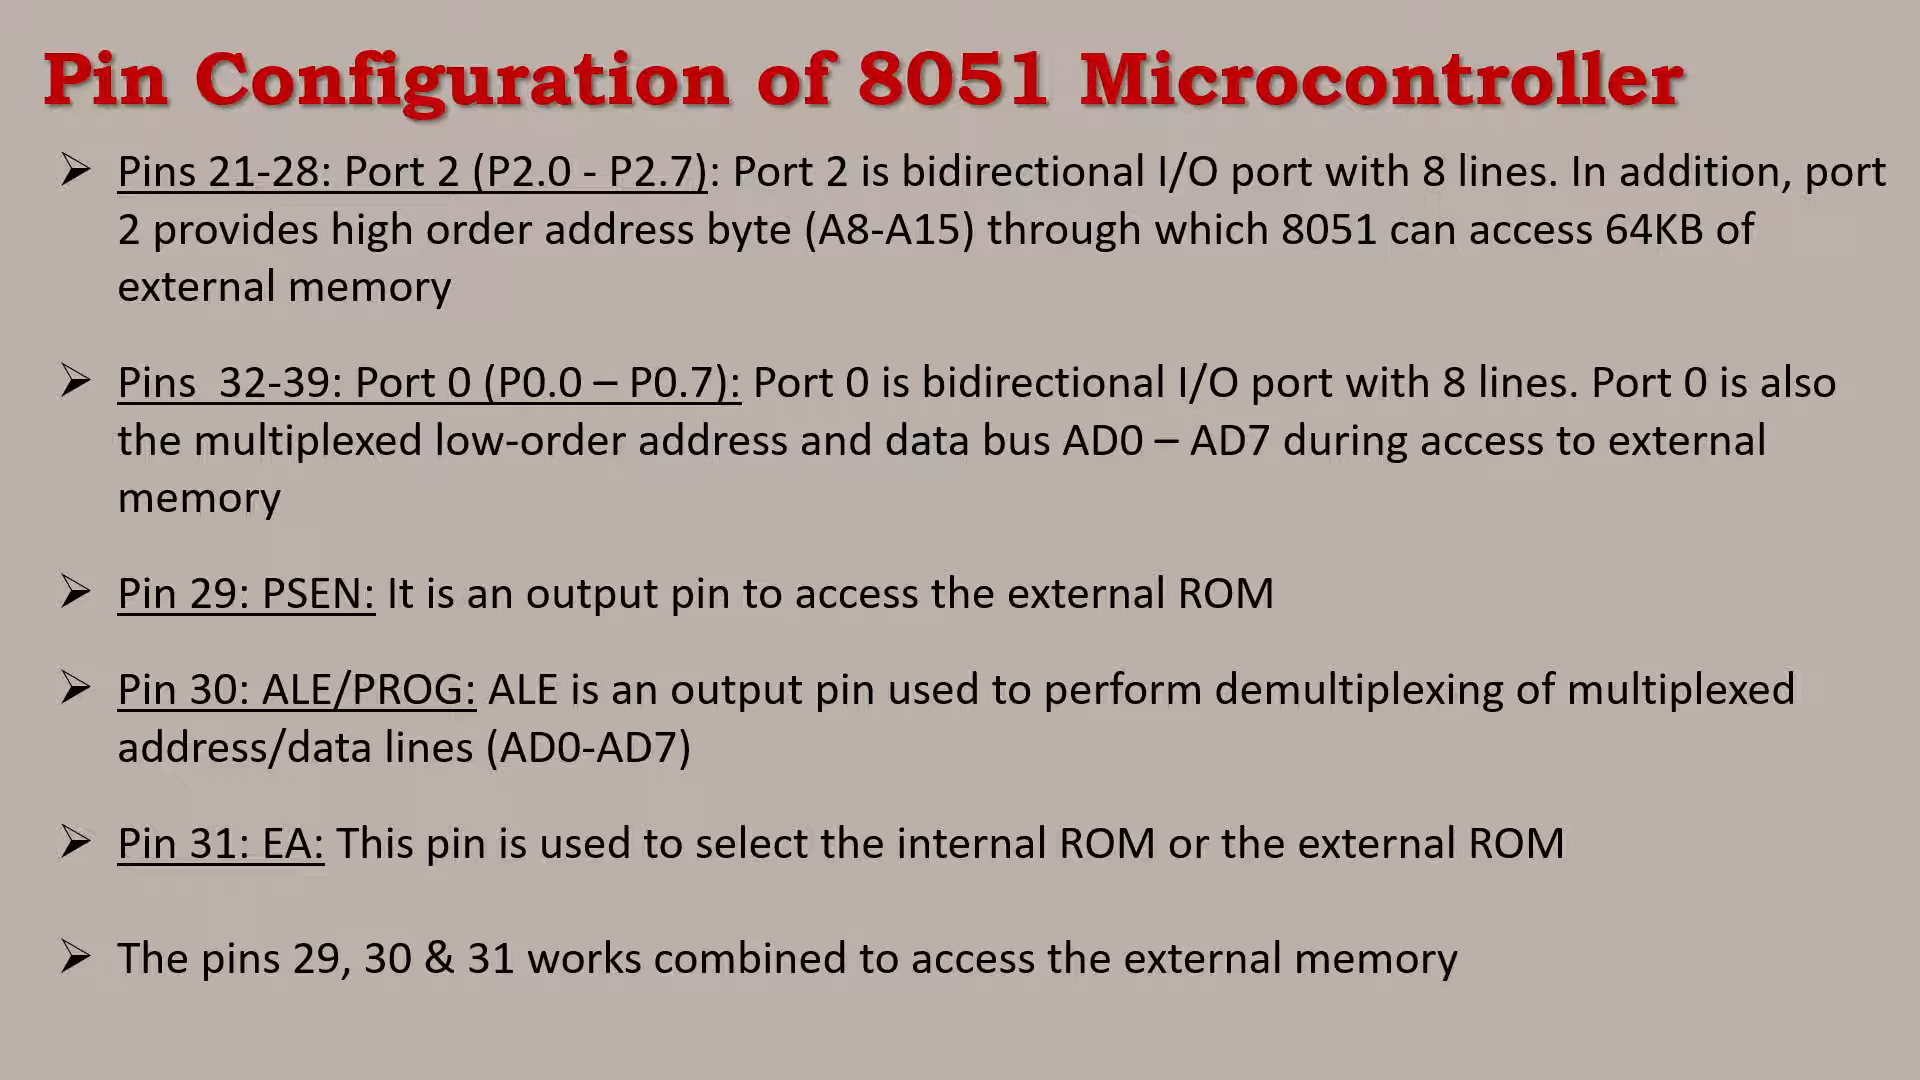 Pin Configuration of 8051 Microcontroller
➢ Pins 21-28: Port 2 (P2.0 - P2.7): Port 2 is bidirectional I/O port with 8 lines. In addition, port
2 provides high order address byte (A8-A15) through which 8051 can access 64KB of
external memory
➢ Pins  32-39: Port 0 (P0.0 – P0.7): Port 0 is bidirectional I/O port with 8 lines. Port 0 is also
the multiplexed low-order address and data bus AD0 – AD7 during access to external
memory
➢ Pin 29: PSEN: It is an output pin to access the external ROM
➢ Pin 30: ALE/PROG: ALE is an output pin used to perform demultiplexing of multiplexed
address/data lines (AD0-AD7)
➢ Pin 31: EA: This pin is used to select the internal ROM or the external ROM
➢ The pins 29, 30 & 31 works combined to access the external memory